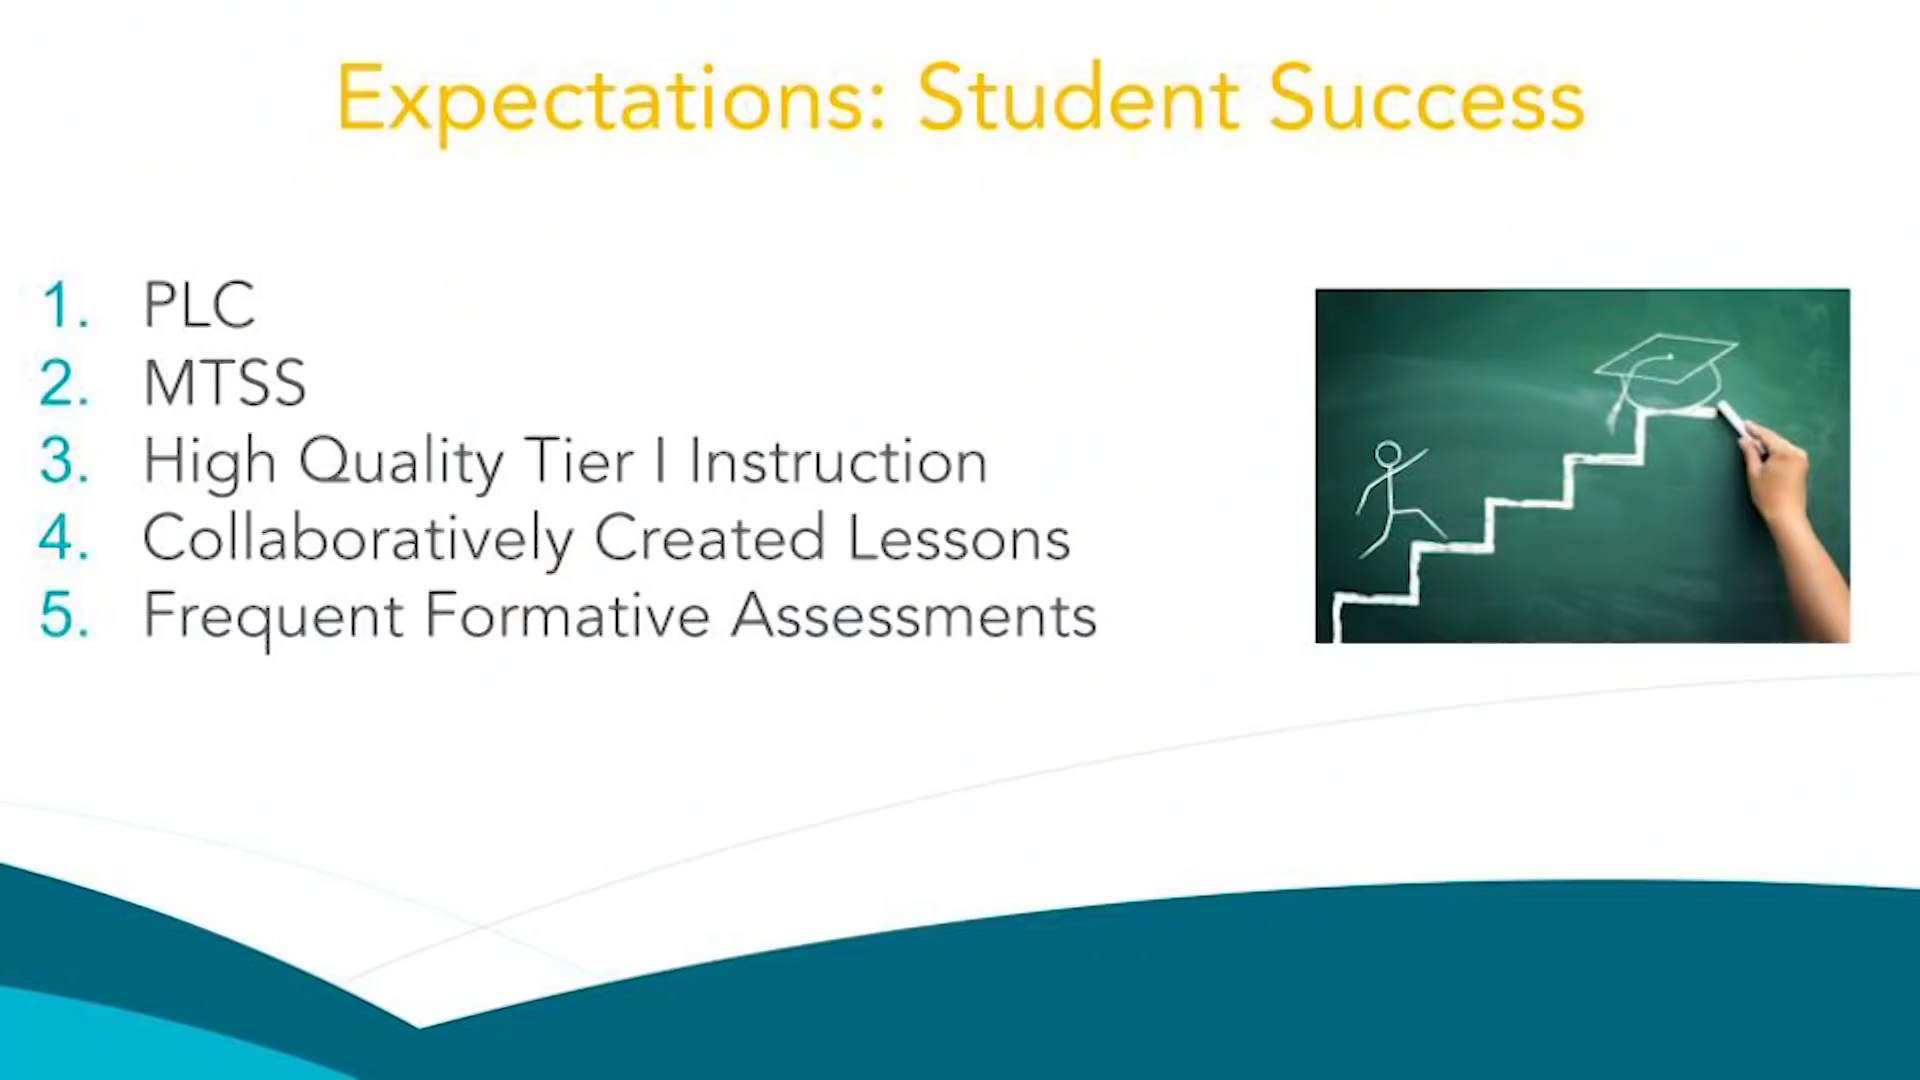 Expectations: Student Success
1. PLC
2. MTSS
3. High Quality Tier I Instruction
4. Collaboratively Created Lessons
5. Frequent Formative Assessments